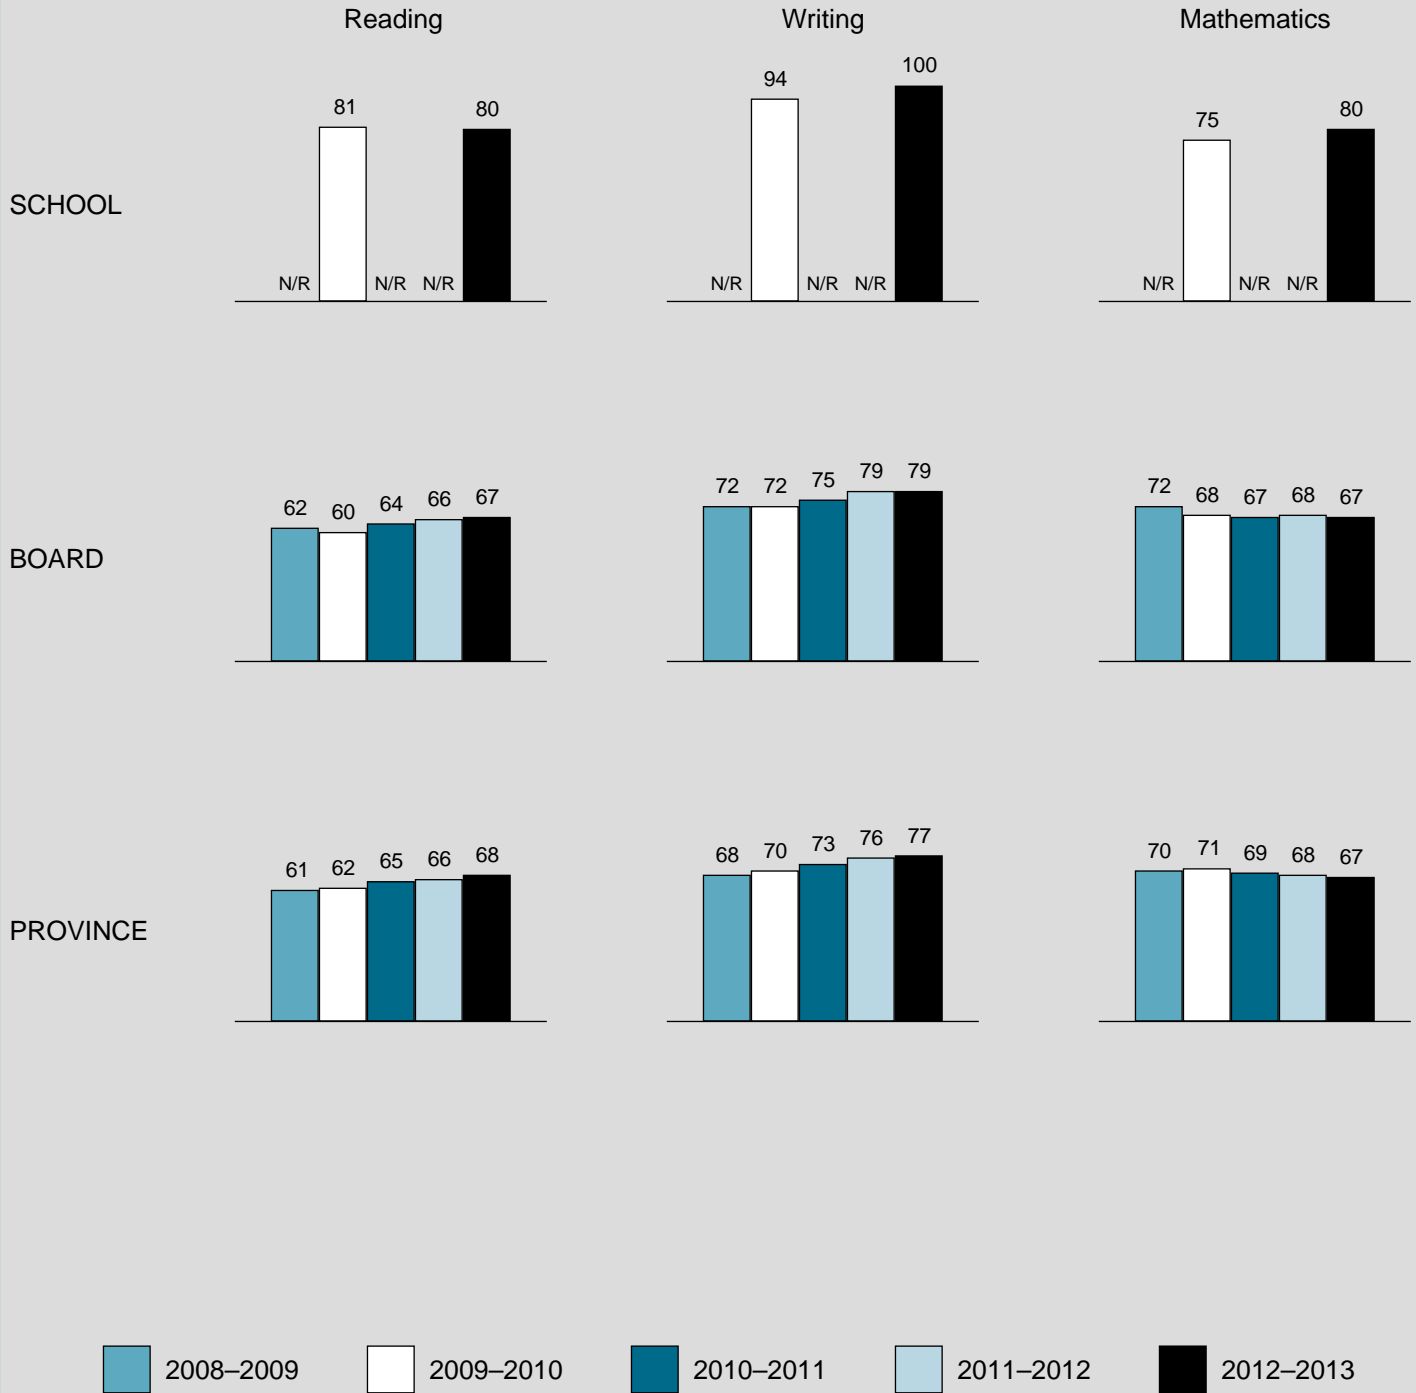 Reading Writing Mathematics
81 80 94 100 75 80
SCHOOL
N/R N/R N/R N/R N/R N/R N/R N/R N/R
62 60 64 66 67 72 72 75 79 79 72 68 67 68 67
BOARD
61 62 65 66 68 68 70 73 76 77 70 71 69 68 67
PROVINCE
2008–2009 2009–2010 2010–2011 2011–2012 2012–2013